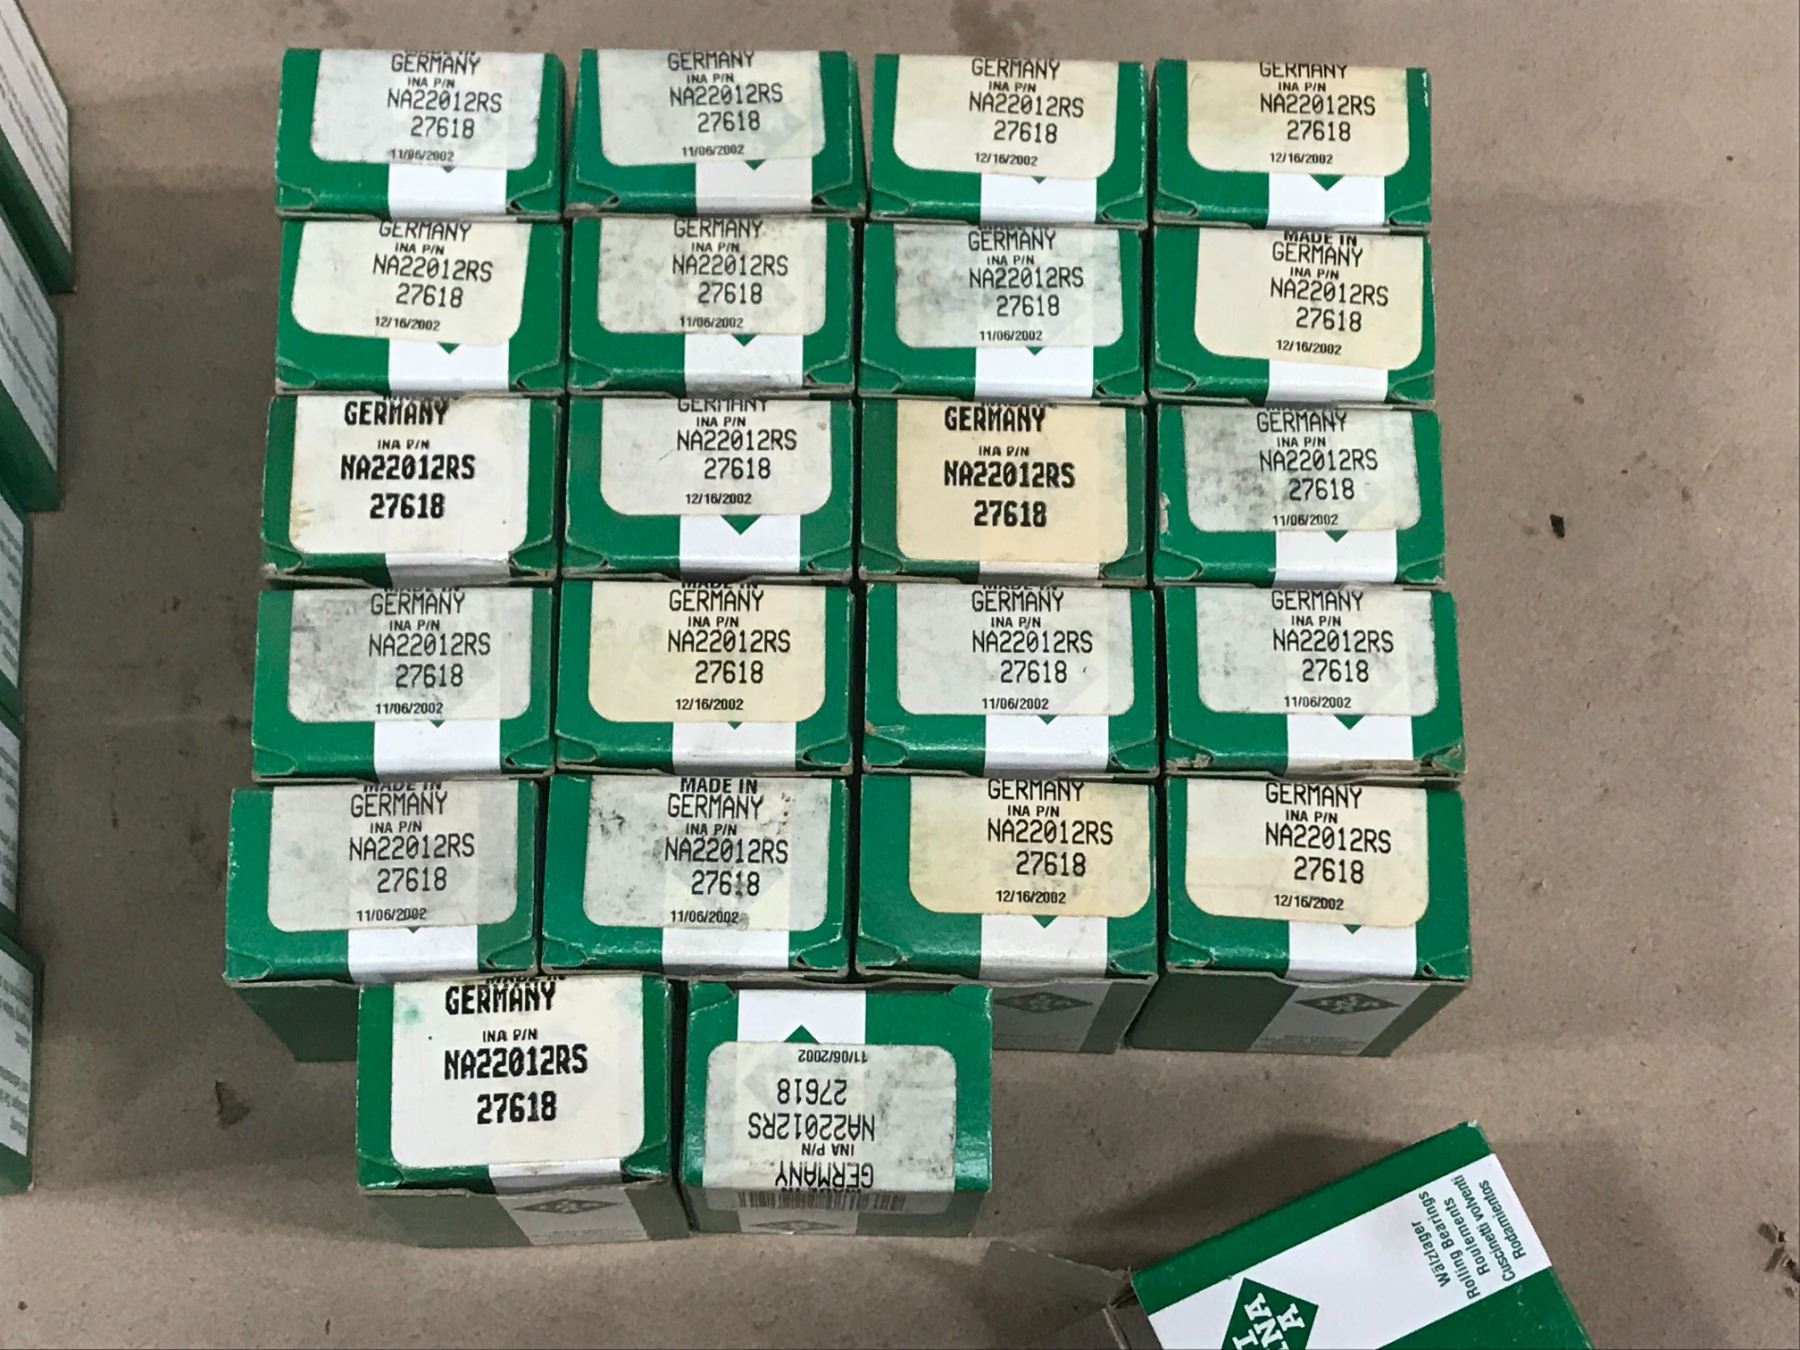 GERMANY
INA P/N
NA22012RS
27618
11/06/2002
GERMANY
INA P/N
NA22012RS
27618
11/06/2002
GERMANY
INA P/N
NA22012RS
27618
12/16/2002
GERMANY
INA P/N
NA22012RS
27618
12/16/2002
GERMANY
INA P/N
NA22012RS
27618
12/16/2002
GERMANY
INA P/N
NA22012RS
27618
11/06/2002
GERMANY
INA P/N
NA22012RS
27618
11/06/2002
MADE IN
GERMANY
INA P/N
NA22012RS
27618
12/16/2002
GERMANY
INA P/N
NA22012RS
27618
GERMANY
INA P/N
NA22012RS
27618
12/16/2002
GERMANY
INA P/N
NA22012RS
27618
GERMANY
INA P/N
NA22012RS
27618
11/06/2002
GERMANY
INA P/N
NA22012RS
27618
11/06/2002
MADE IN
GERMANY
INA P/N
NA22012RS
27618
12/16/2002
MADE IN
GERMANY
INA P/N
NA22012RS
27618
11/06/2002
MADE IN
GERMANY
INA P/N
NA22012RS
27618
11/06/2002
MADE IN
GERMANY
INA P/N
NA22012RS
27618
11/06/2002
MADE IN
GERMANY
INA P/N
NA22012RS
27618
11/06/2002
GERMANY
INA P/N
NA22012RS
27618
12/16/2002
GERMANY
INA P/N
NA22012RS
27618
12/16/2002
MADE IN
GERMANY
INA P/N
NA22012RS
27618
GERMANY
INA P/N
NA22012RS
27618
11/06/2002
Wälzlager
Rolling Bearings
Roulements
Cuscinetti volventi
Rodamientos
INA